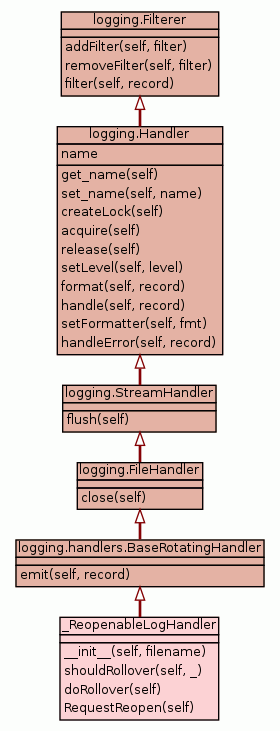 logging.Filterer
addFilter(self, filter)
removeFilter(self, filter)
filter(self, record)
logging.Handler
name
get_name(self)
set_name(self, name)
createLock(self)
acquire(self)
release(self)
setLevel(self, level)
format(self, record)
handle(self, record)
setFormatter(self, fmt)
handleError(self, record)
logging.StreamHandler
flush(self)
logging.FileHandler
close(self)
logging.handlers.BaseRotatingHandler
emit(self, record)
_ReopenableLogHandler
__init__(self, filename)
shouldRollover(self, _)
doRollover(self)
RequestReopen(self)